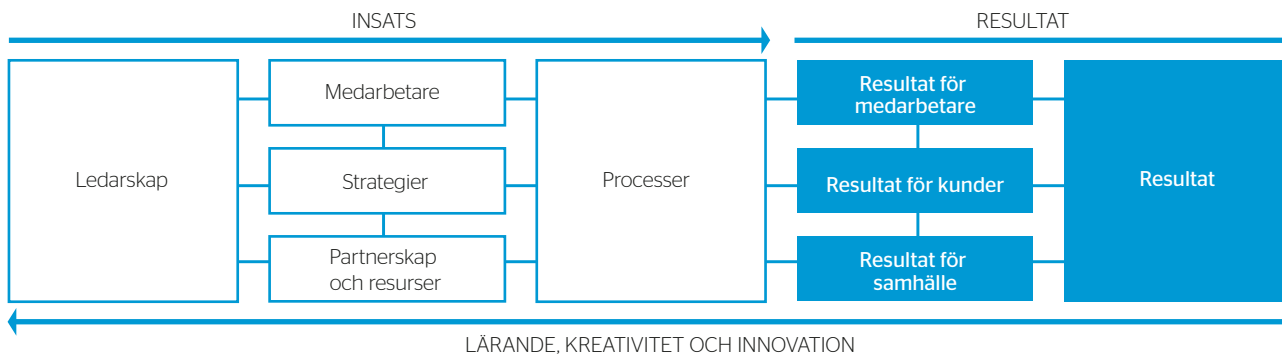 INSATS
RESULTAT
Ledarskap
Medarbetare
Strategier
Partnerskap
och resurser
Processer
Resultat för
medarbetare
Resultat för kunder
Resultat för
samhälle
Resultat
LÄRANDE, KREATIVITET OCH INNOVATION